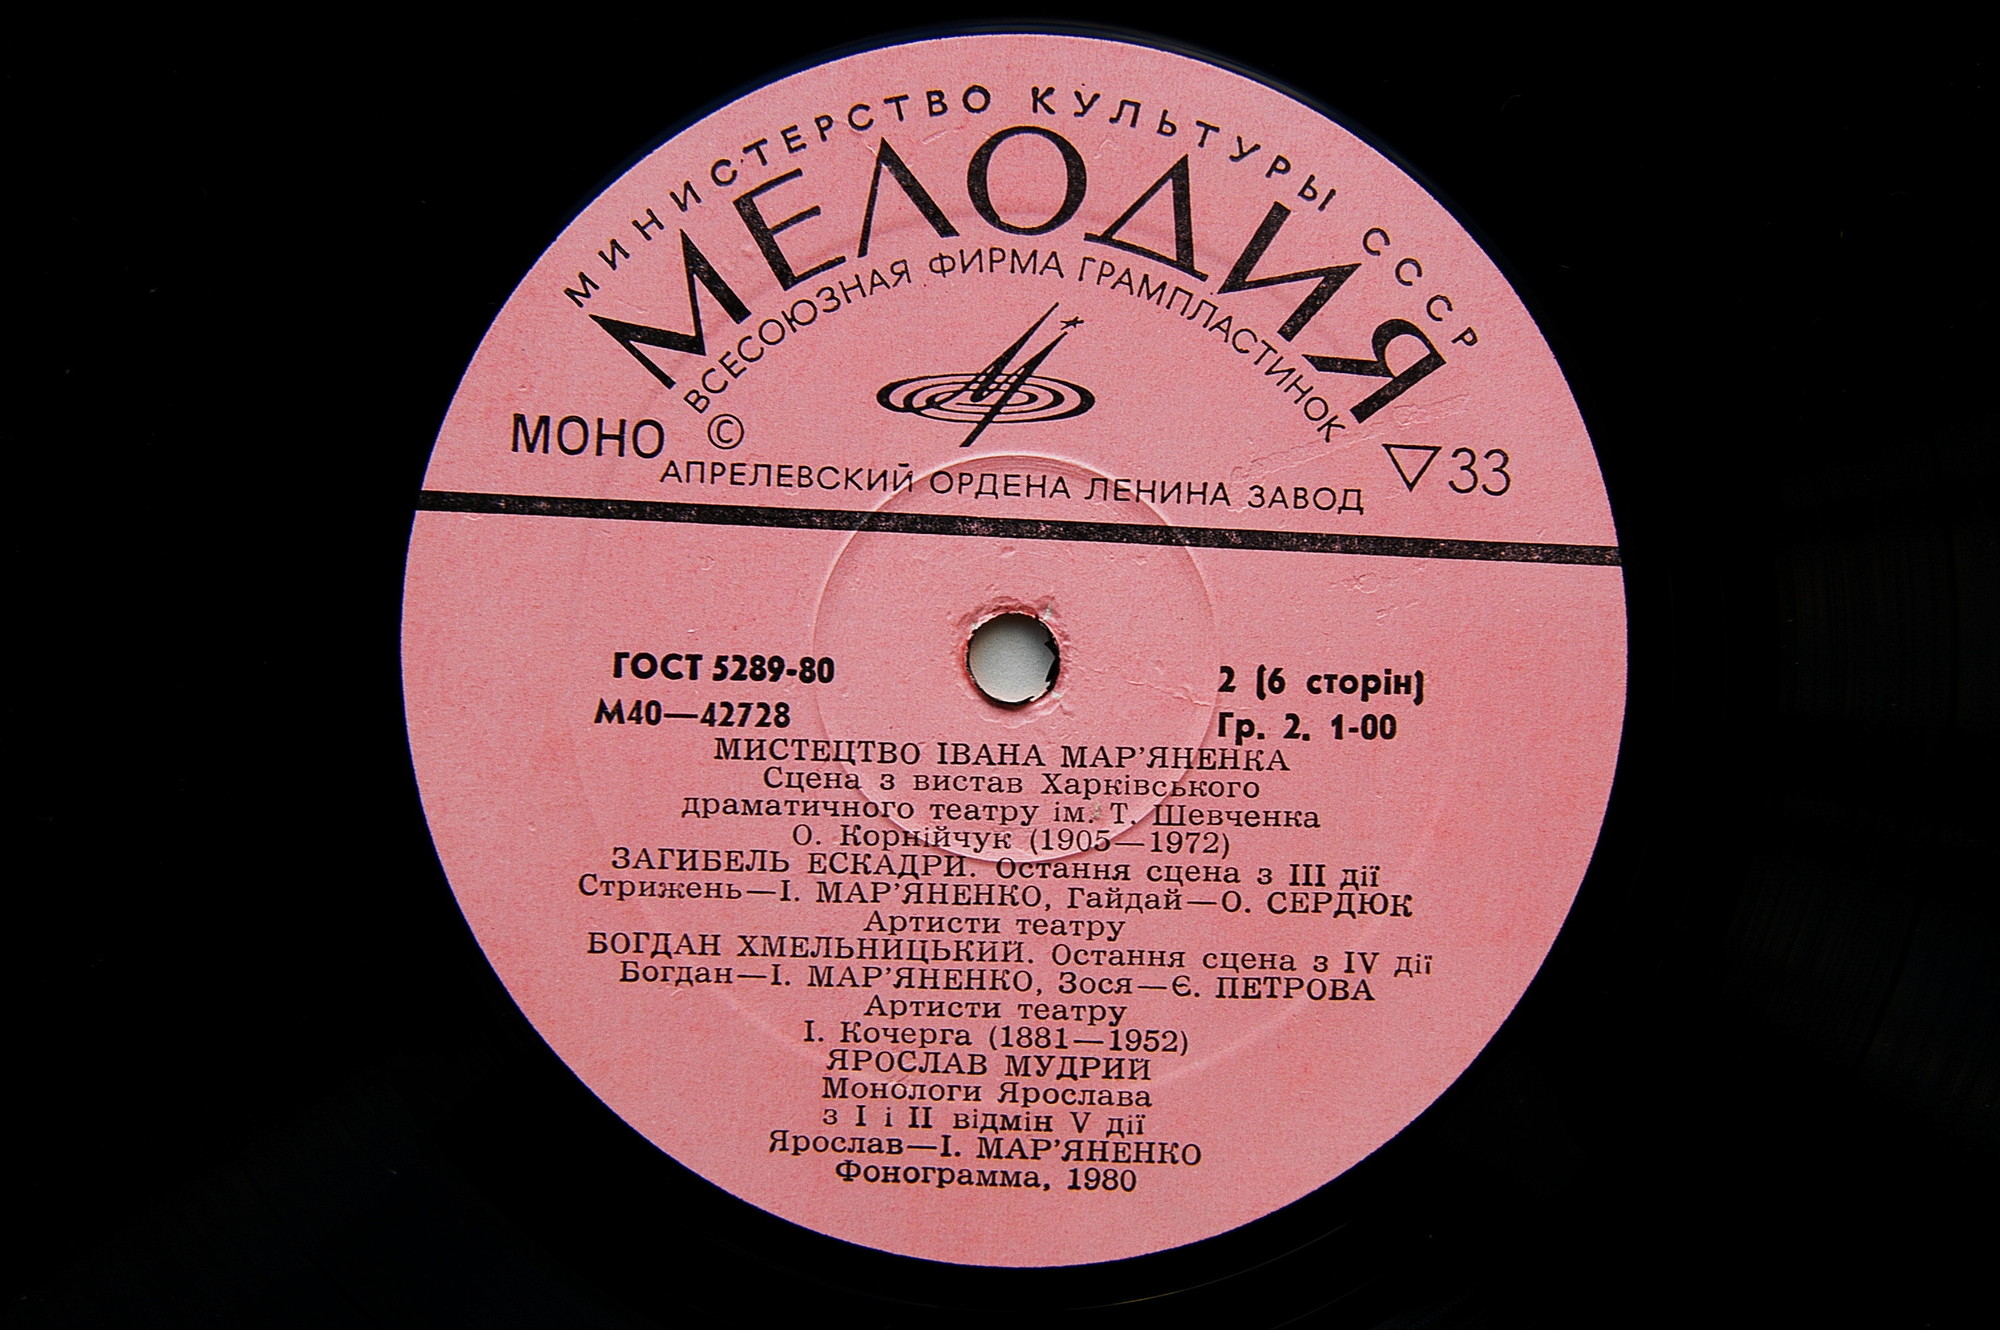 МИНИСТЕРСТВО КУЛЬТУРЫ СССР
МЕЛОДИЯ
ВСЕСОЮЗНАЯ ФИРМА ГРАМПЛАСТИНОК
МОНО © ▽33
АПРЕЛЕВСКИЙ ОРДЕНА ЛЕНИНА ЗАВОД
ГОСТ 5289-80 2 (6 сторін)
М40—42728 Гр. 2. 1-00
МИСТЕЦТВО ІВАНА МАР’ЯНЕНКА
Сцена з вистав Харківського
драматичного театру ім. Т. Шевченка
О. Корнійчук (1905—1972)
ЗАГИБЕЛЬ ЕСКАДРИ. Остання сцена з III дії
Стрижень—І. МАР’ЯНЕНКО, Гайдай—О. СЕРДЮК
Артисти театру
БОГДАН ХМЕЛЬНИЦЬКИЙ. Остання сцена з IV дії
Богдан—І. МАР’ЯНЕНКО, Зося—Є. ПЕТРОВА
Артисти театру
І. Кочерга (1881—1952)
ЯРОСЛАВ МУДРИЙ
Монологи Ярослава
з I і II відмін V дії
Ярослав—І. МАР’ЯНЕНКО
Фонограмма, 1980